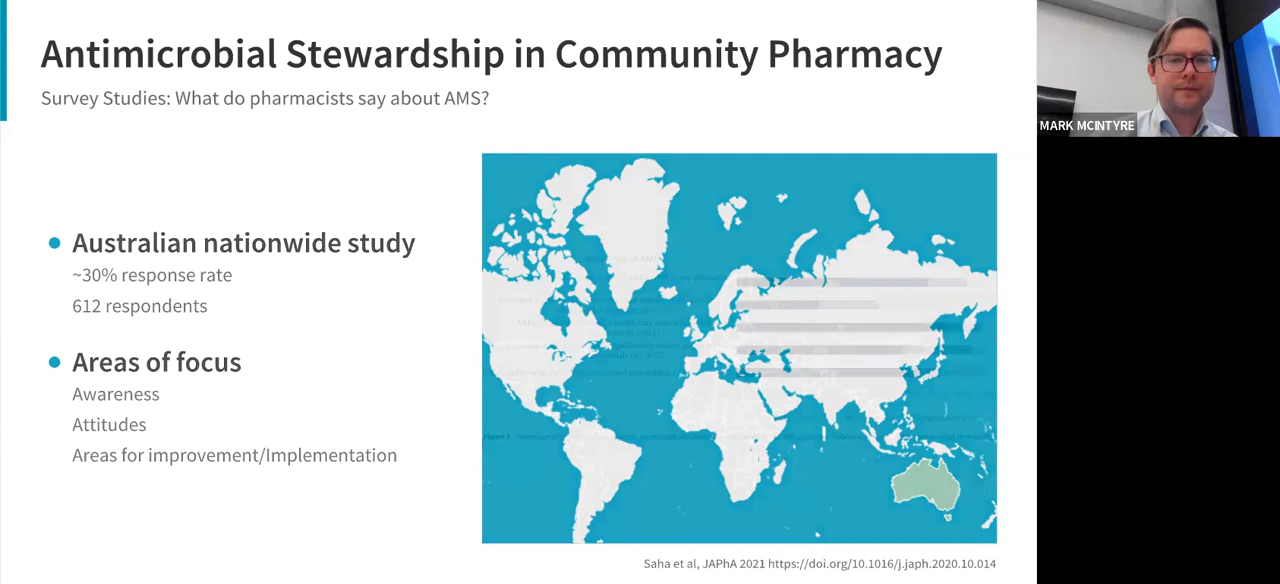 Antimicrobial Stewardship in Community Pharmacy
Survey Studies: What do pharmacists say about AMS?
MARK MCINTYRE
Australian nationwide study
~30% response rate
612 respondents
Areas of focus
Awareness
Attitudes
Areas for improvement/Implementation
Saha et al, JAPhA 2021 https://doi.org/10.1016/j.japh.2020.10.014